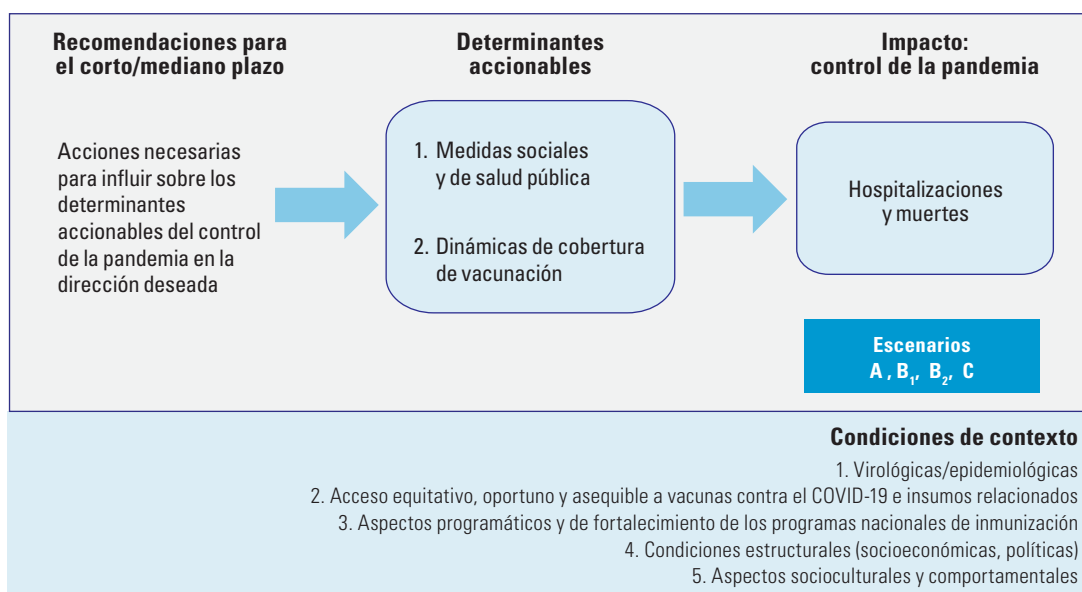 Recomendaciones para
el corto/mediano plazo
Acciones necesarias
para influir sobre los
determinantes
accionables del control
de la pandemia en la
dirección deseada
Determinantes
accionables
1. Medidas sociales
y de salud pública
2. Dinámicas de cobertura
de vacunación
Impacto:
control de la pandemia
Hospitalizaciones
y muertes
Escenarios
A , B₁, B₂, C
Condiciones de contexto
1. Virológicas/epidemiológicas
2. Acceso equitativo, oportuno y asequible a vacunas contra el COVID-19 e insumos relacionados
3. Aspectos programáticos y de fortalecimiento de los programas nacionales de inmunización
4. Condiciones estructurales (socioeconómicas, políticas)
5. Aspectos socioculturales y comportamentales